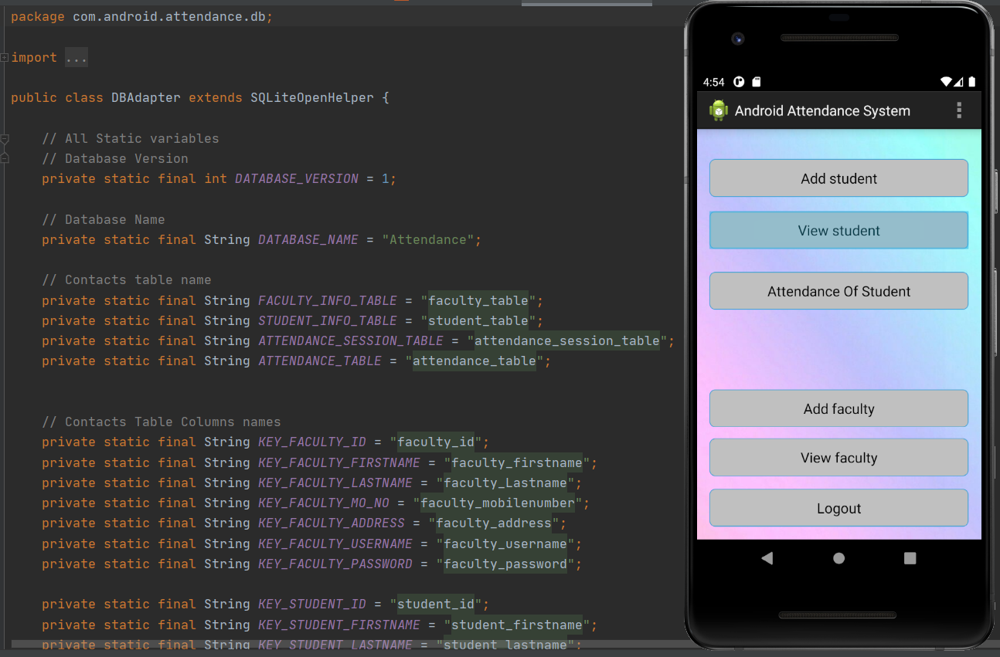 package com.android.attendance.db;
import ...
public class DBAdapter extends SQLiteOpenHelper {
// All Static variables
// Database Version
private static final int DATABASE_VERSION = 1;
// Database Name
private static final String DATABASE_NAME = "Attendance";
// Contacts table name
private static final String FACULTY_INFO_TABLE = "faculty_table";
private static final String STUDENT_INFO_TABLE = "student_table";
private static final String ATTENDANCE_SESSION_TABLE = "attendance_session_table";
private static final String ATTENDANCE_TABLE = "attendance_table";
// Contacts Table Columns names
private static final String KEY_FACULTY_ID = "faculty_id";
private static final String KEY_FACULTY_FIRSTNAME = "faculty_firstname";
private static final String KEY_FACULTY_LASTNAME = "faculty_Lastname";
private static final String KEY_FACULTY_MO_NO = "faculty_mobilenumber";
private static final String KEY_FACULTY_ADDRESS = "faculty_address";
private static final String KEY_FACULTY_USERNAME = "faculty_username";
private static final String KEY_FACULTY_PASSWORD = "faculty_password";
private static final String KEY_STUDENT_ID = "student_id";
private static final String KEY_STUDENT_FIRSTNAME = "student_firstname";
private static final String KEY_STUDENT_LASTNAME = "student_lastname";
4:54
Android Attendance System
Add student
View student
Attendance Of Student
Add faculty
View faculty
Logout